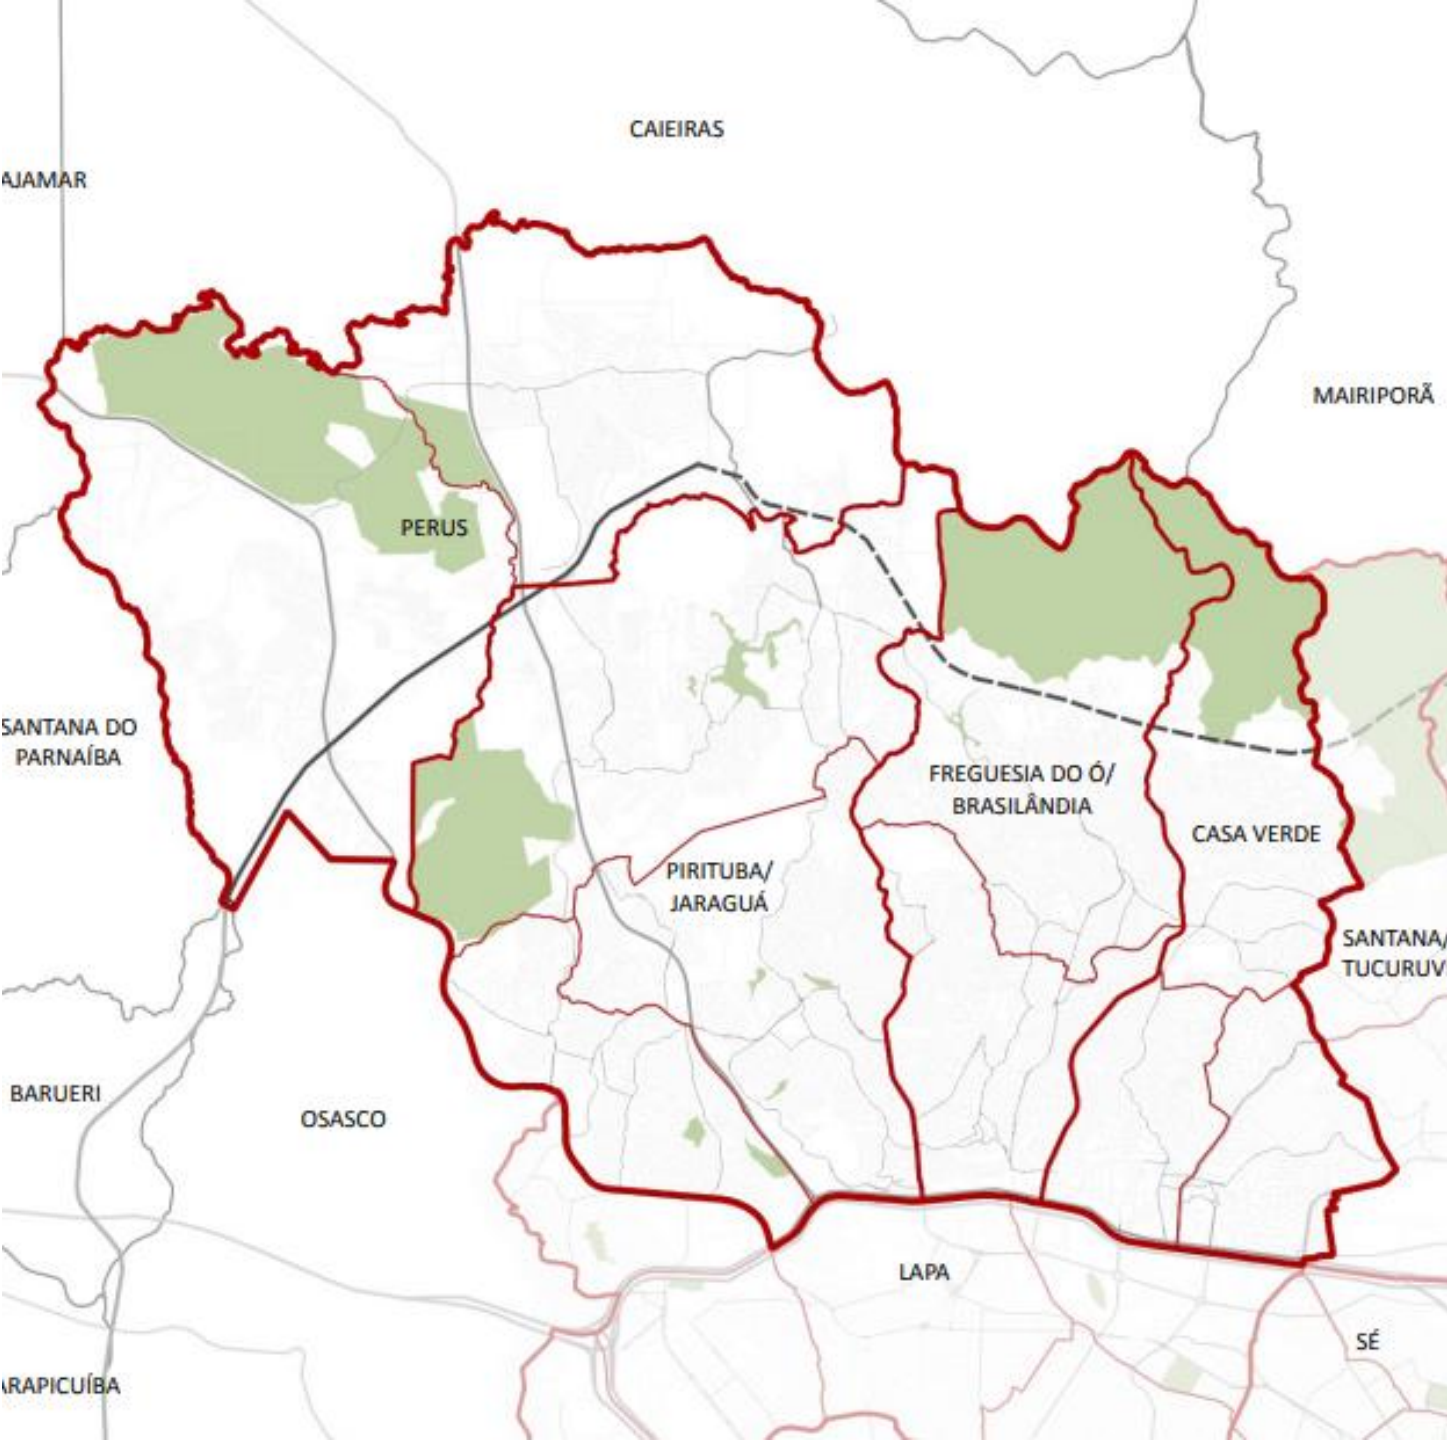 CAIEIRAS
AJAMAR
MAIRIPORÃ
PERUS
SANTANA DO
PARNAÍBA
FREGUESIA DO Ó/
BRASILÂNDIA
CASA VERDE
PIRITUBA/
JARAGUÁ
SANTANA/
TUCURUV
BARUERI
OSASCO
LAPA
SÉ
ARAPICUÍBA